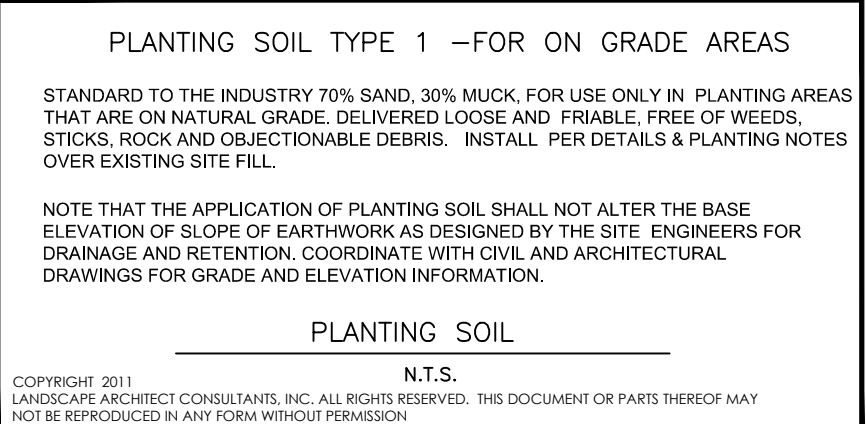 PLANTING SOIL TYPE 1 -FOR ON GRADE AREAS
STANDARD TO THE INDUSTRY 70% SAND, 30% MUCK, FOR USE ONLY IN PLANTING AREAS
THAT ARE ON NATURAL GRADE. DELIVERED LOOSE AND FRIABLE, FREE OF WEEDS,
STICKS, ROCK AND OBJECTIONABLE DEBRIS. INSTALL PER DETAILS & PLANTING NOTES
OVER EXISTING SITE FILL.
NOTE THAT THE APPLICATION OF PLANTING SOIL SHALL NOT ALTER THE BASE
ELEVATION OF SLOPE OF EARTHWORK AS DESIGNED BY THE SITE ENGINEERS FOR
DRAINAGE AND RETENTION. COORDINATE WITH CIVIL AND ARCHITECTURAL
DRAWINGS FOR GRADE AND ELEVATION INFORMATION.
PLANTING SOIL
N.T.S.
COPYRIGHT 2011
LANDSCAPE ARCHITECT CONSULTANTS, INC. ALL RIGHTS RESERVED. THIS DOCUMENT OR PARTS THEREOF MAY
NOT BE REPRODUCED IN ANY FORM WITHOUT PERMISSION